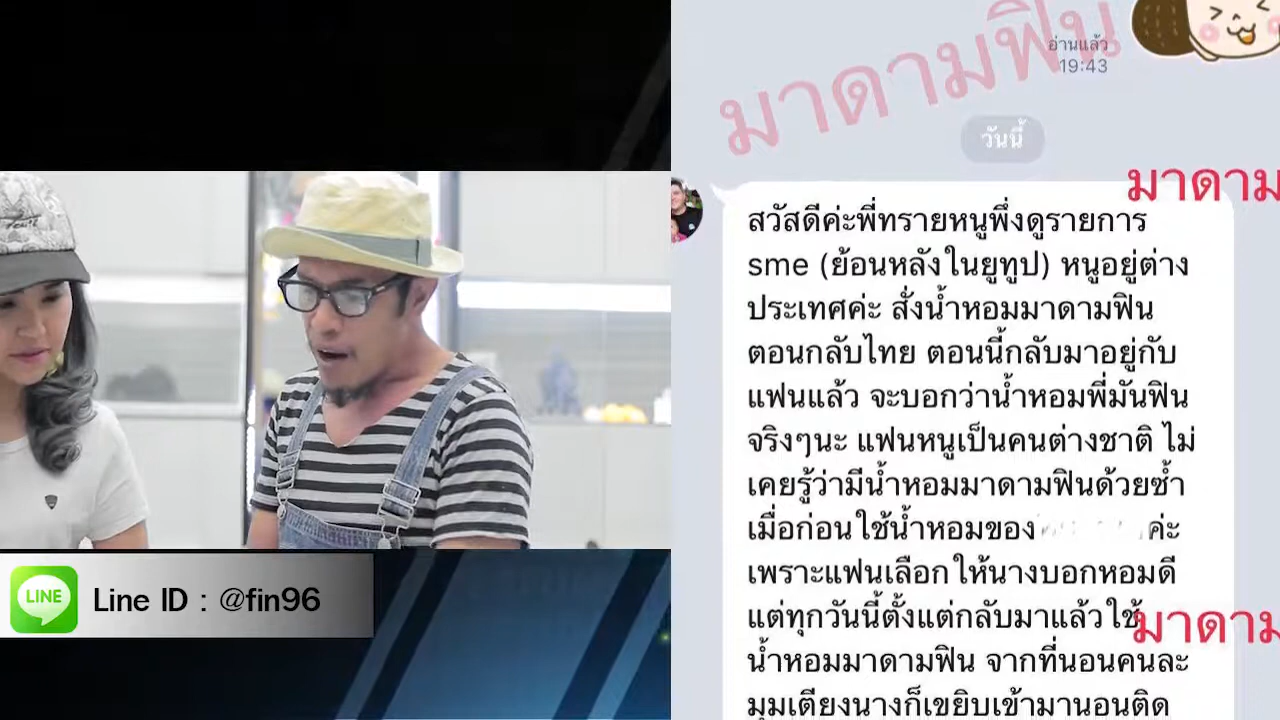 LINE
Line ID : @fin96
มาดามฟิน
อ่านแล้ว
19:43
วันนี้
มาดาม
สวัสดีค่ะพี่ทรายหนูพึ่งดูรายการ
sme (ย้อนหลังในยูทูป) หนูอยู่ต่าง
ประเทศค่ะ สั่งน้ำหอมมาดามฟิน
ตอนกลับไทย ตอนนี้กลับมาอยู่กับ
แฟนแล้ว จะบอกว่าน้ำหอมพี่มันฟิน
จริงๆนะ แฟนหนูเป็นคนต่างชาติ ไม่
เคยรู้ว่ามีน้ำหอมมาดามฟินด้วยซ้ำ
เมื่อก่อนใช้น้ำหอมของ ค่ะ
เพราะแฟนเลือกให้นางบอกหอมดี
แต่ทุกวันนี้ตั้งแต่กลับมาแล้วใช้
มาดาม
น้ำหอมมาดามฟิน จากที่นอนคนละ
มุมเตียงนางก็เขยิบเข้ามานอนติด